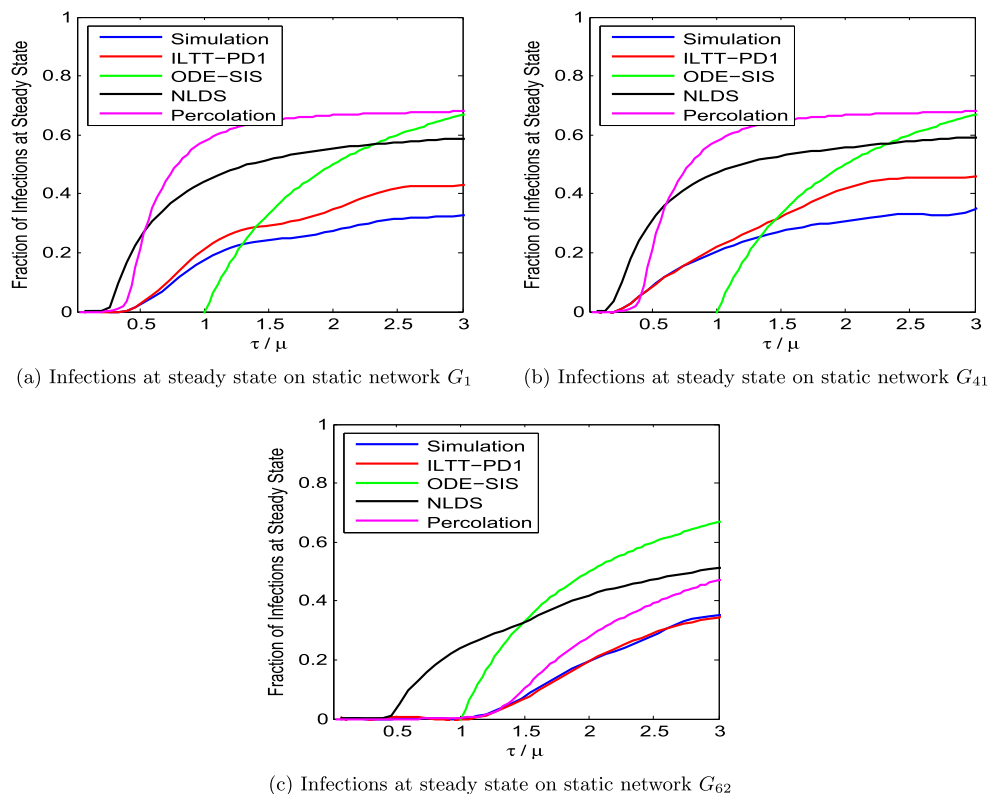 1
0.8
0.6
0.4
0.2
0
Fraction of Infections at Steady State
Simulation
ILTT−PD1
ODE−SIS
NLDS
Percolation
0.5
1
1.5
2
2.5
3
τ / μ
(a) Infections at steady state on static network G1
1
0.8
0.6
0.4
0.2
0
Fraction of Infections at Steady State
Simulation
ILTT−PD1
ODE−SIS
NLDS
Percolation
0.5
1
1.5
2
2.5
3
τ / μ
(b) Infections at steady state on static network G41
1
0.8
0.6
0.4
0.2
0
Fraction of Infections at Steady State
Simulation
ILTT−PD1
ODE−SIS
NLDS
Percolation
0.5
1
1.5
2
2.5
3
τ / μ
(c) Infections at steady state on static network G62